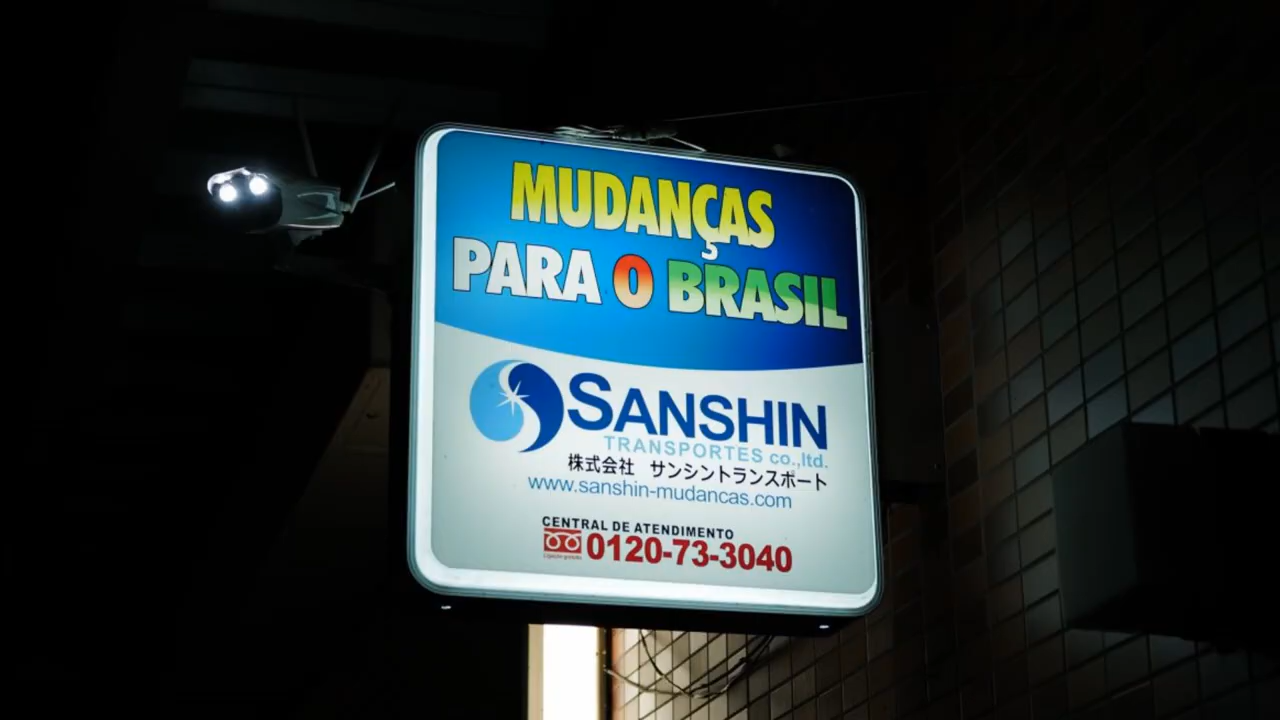 MUDANÇAS
PARA O BRASIL
SANSHIN
TRANSPORTES co.,ltd.
株式会社 サンシントランスポート
www.sanshin-mudancas.com
CENTRAL DE ATENDIMENTO
0120-73-3040